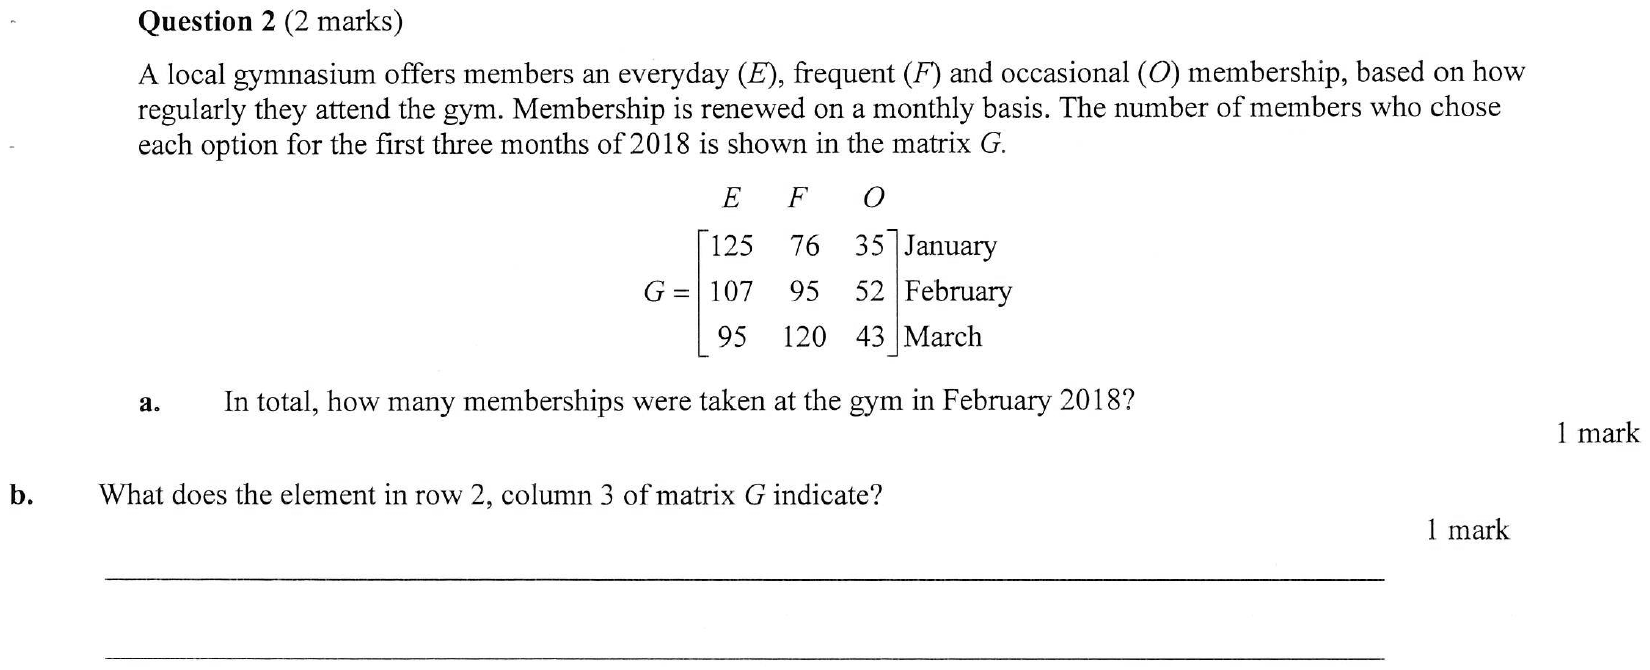 Question 2 (2 marks)
A local gymnasium offers members an everyday (E), frequent (F) and occasional (O) membership, based on how
regularly they attend the gym. Membership is renewed on a monthly basis. The number of members who chose
each option for the first three months of 2018 is shown in the matrix G.
E F O
125 76 35 January
G = 107 95 52 February
95 120 43 March
a. In total, how many memberships were taken at the gym in February 2018?
1 mark
b. What does the element in row 2, column 3 of matrix G indicate?
1 mark